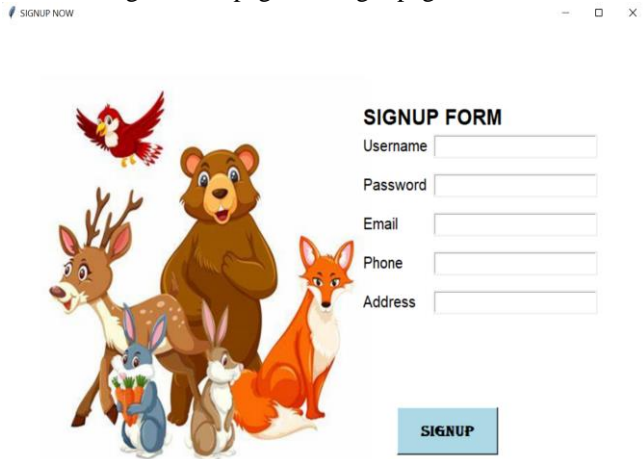 SIGNUP NOW
SIGNUP FORM
Username
Password
Email
Phone
Address
SIGNUP